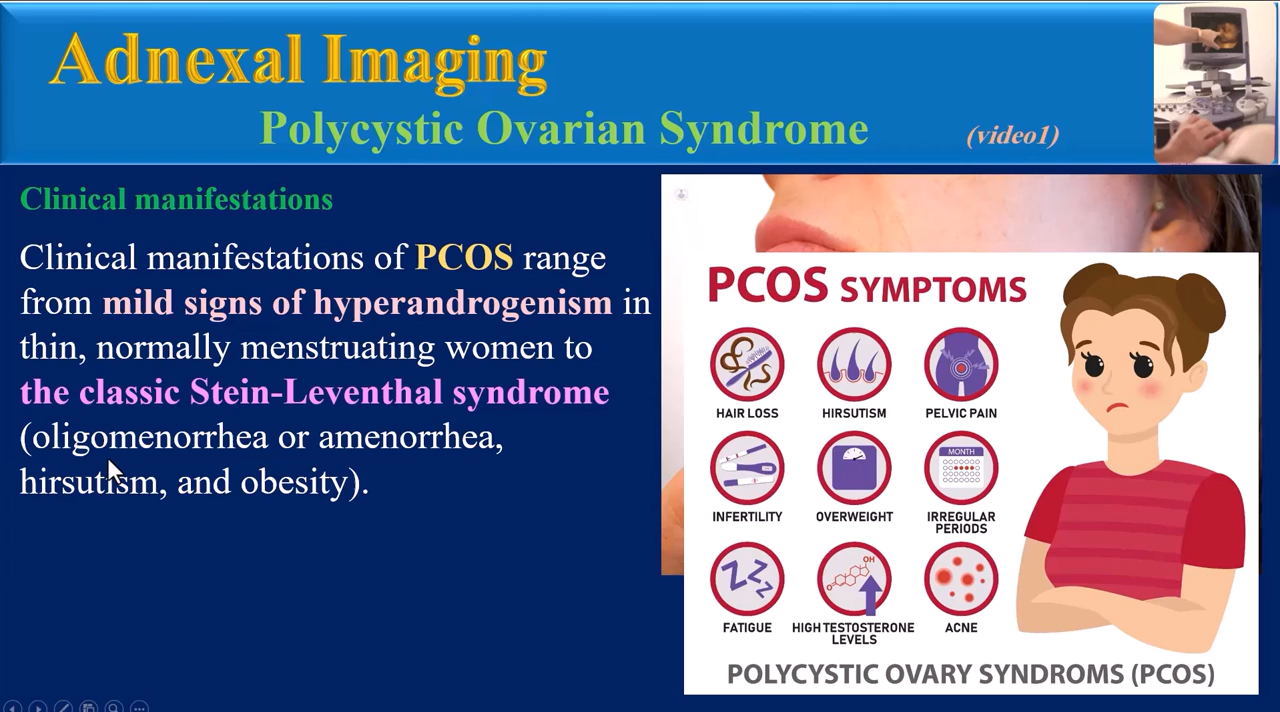 Adnexal Imaging
Polycystic Ovarian Syndrome (video1)
Clinical manifestations
Clinical manifestations of PCOS range
from mild signs of hyperandrogenism in
thin, normally menstruating women to
the classic Stein-Leventhal syndrome
(oligomenorrhea or amenorrhea,
hirsutism, and obesity).
PCOS SYMPTOMS
HAIR LOSS
HIRSUTISM
PELVIC PAIN
MONTH
INFERTILITY
OVERWEIGHT
IRREGULAR
PERIODS
OH
O
FATIGUE
HIGH TESTOSTERONE
LEVELS
ACNE
POLYCYSTIC OVARY SYNDROMS (PCOS)